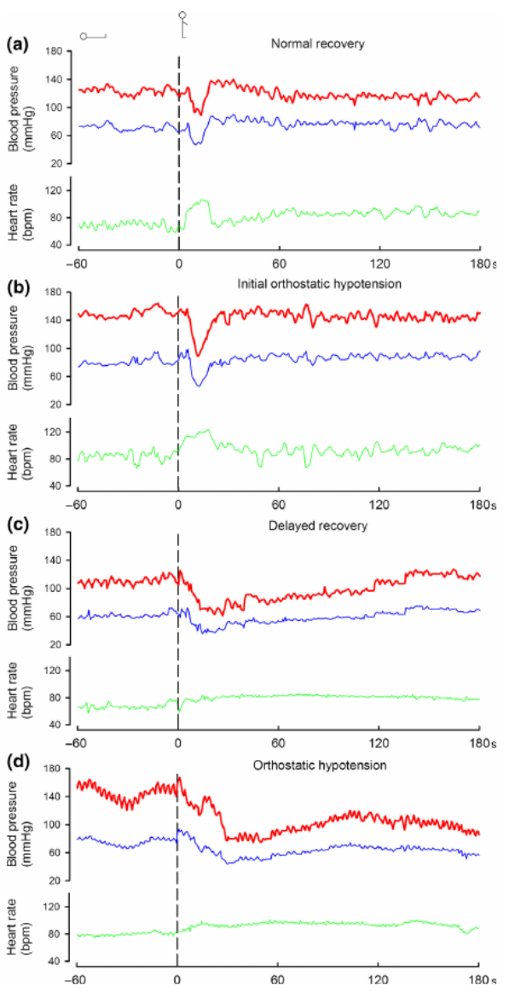 (a)
Normal recovery
Blood pressure
(mmHg)
180
140
100
60
20
Heart rate
(bpm)
120
80
40
−60
0
60
120
180 s
(b)
Initial orthostatic hypotension
Blood pressure
(mmHg)
180
140
100
60
20
Heart rate
(bpm)
120
80
40
−60
0
60
120
180 s
(c)
Delayed recovery
Blood pressure
(mmHg)
180
140
100
60
20
Heart rate
(bpm)
120
80
40
−60
0
60
120
180 s
(d)
Orthostatic hypotension
Blood pressure
(mmHg)
180
140
100
60
20
Heart rate
(bpm)
120
80
40
−60
0
60
120
180 s